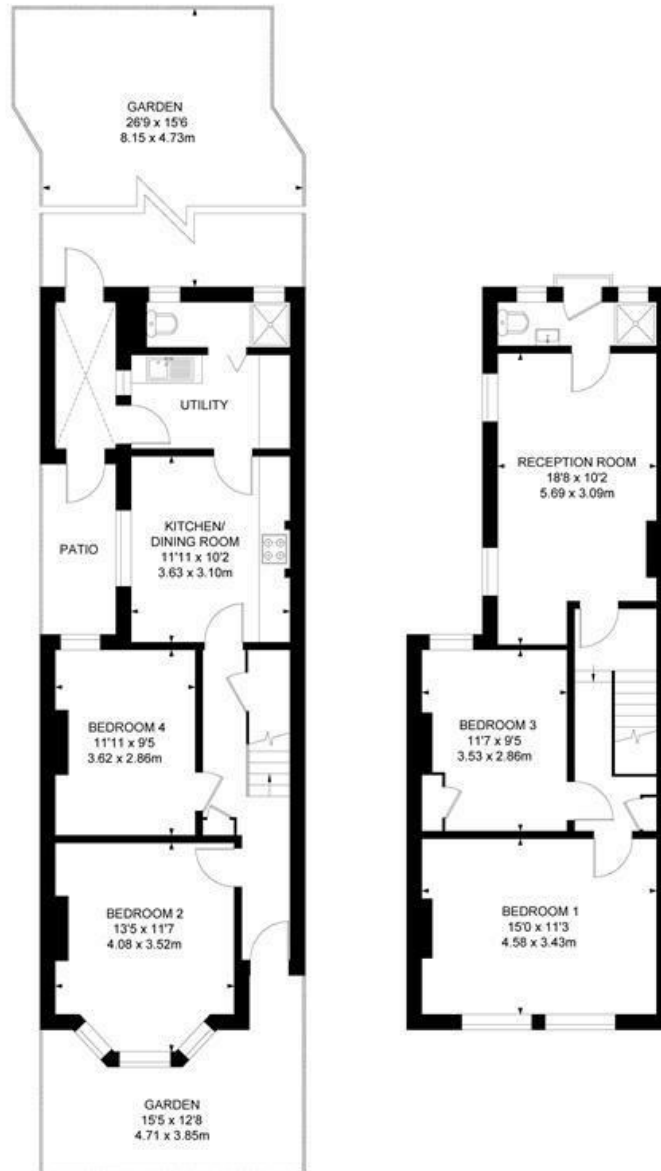 GARDEN
26'9 x 15'6
8.15 x 4.73m
UTILITY
KITCHEN/
DINING ROOM
11'11 x 10'2
3.63 x 3.10m
PATIO
BEDROOM 4
11'11 x 9'5
3.62 x 2.86m
BEDROOM 2
13'5 x 11'7
4.08 x 3.52m
GARDEN
15'5 x 12'8
4.71 x 3.85m
RECEPTION ROOM
18'8 x 10'2
5.69 x 3.09m
BEDROOM 3
11'7 x 9'5
3.53 x 2.86m
BEDROOM 1
15'0 x 11'3
4.58 x 3.43m